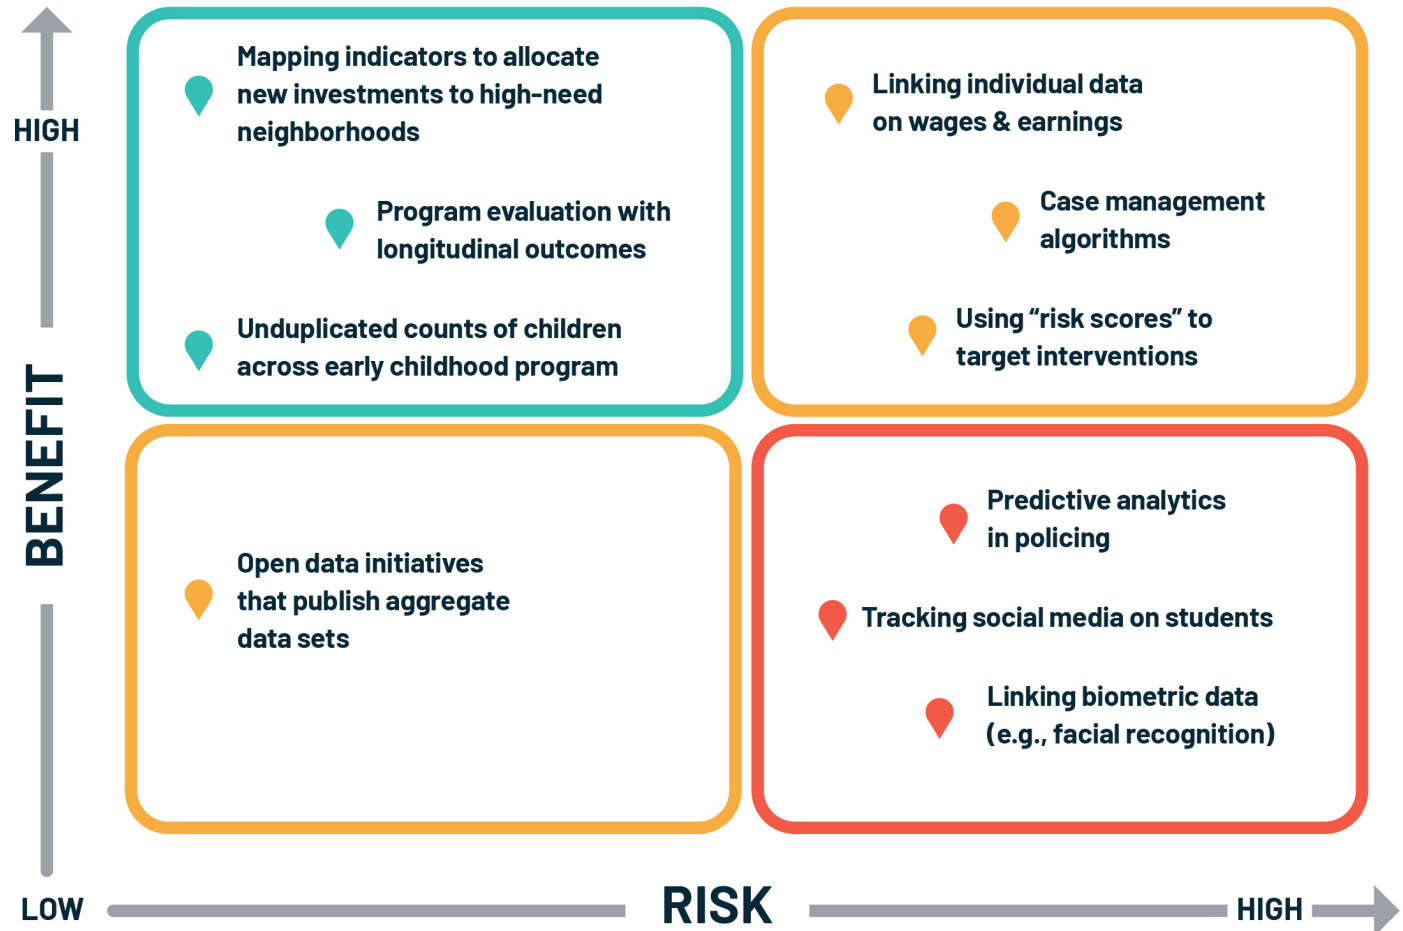 HIGH
BENEFIT
LOW
Mapping indicators to allocate
new investments to high-need
neighborhoods
Program evaluation with
longitudinal outcomes
Unduplicated counts of children
across early childhood program
Linking individual data
on wages & earnings
Case management
algorithms
Using “risk scores” to
target interventions
Open data initiatives
that publish aggregate
data sets
Predictive analytics
in policing
Tracking social media on students
Linking biometric data
(e.g., facial recognition)
RISK
HIGH